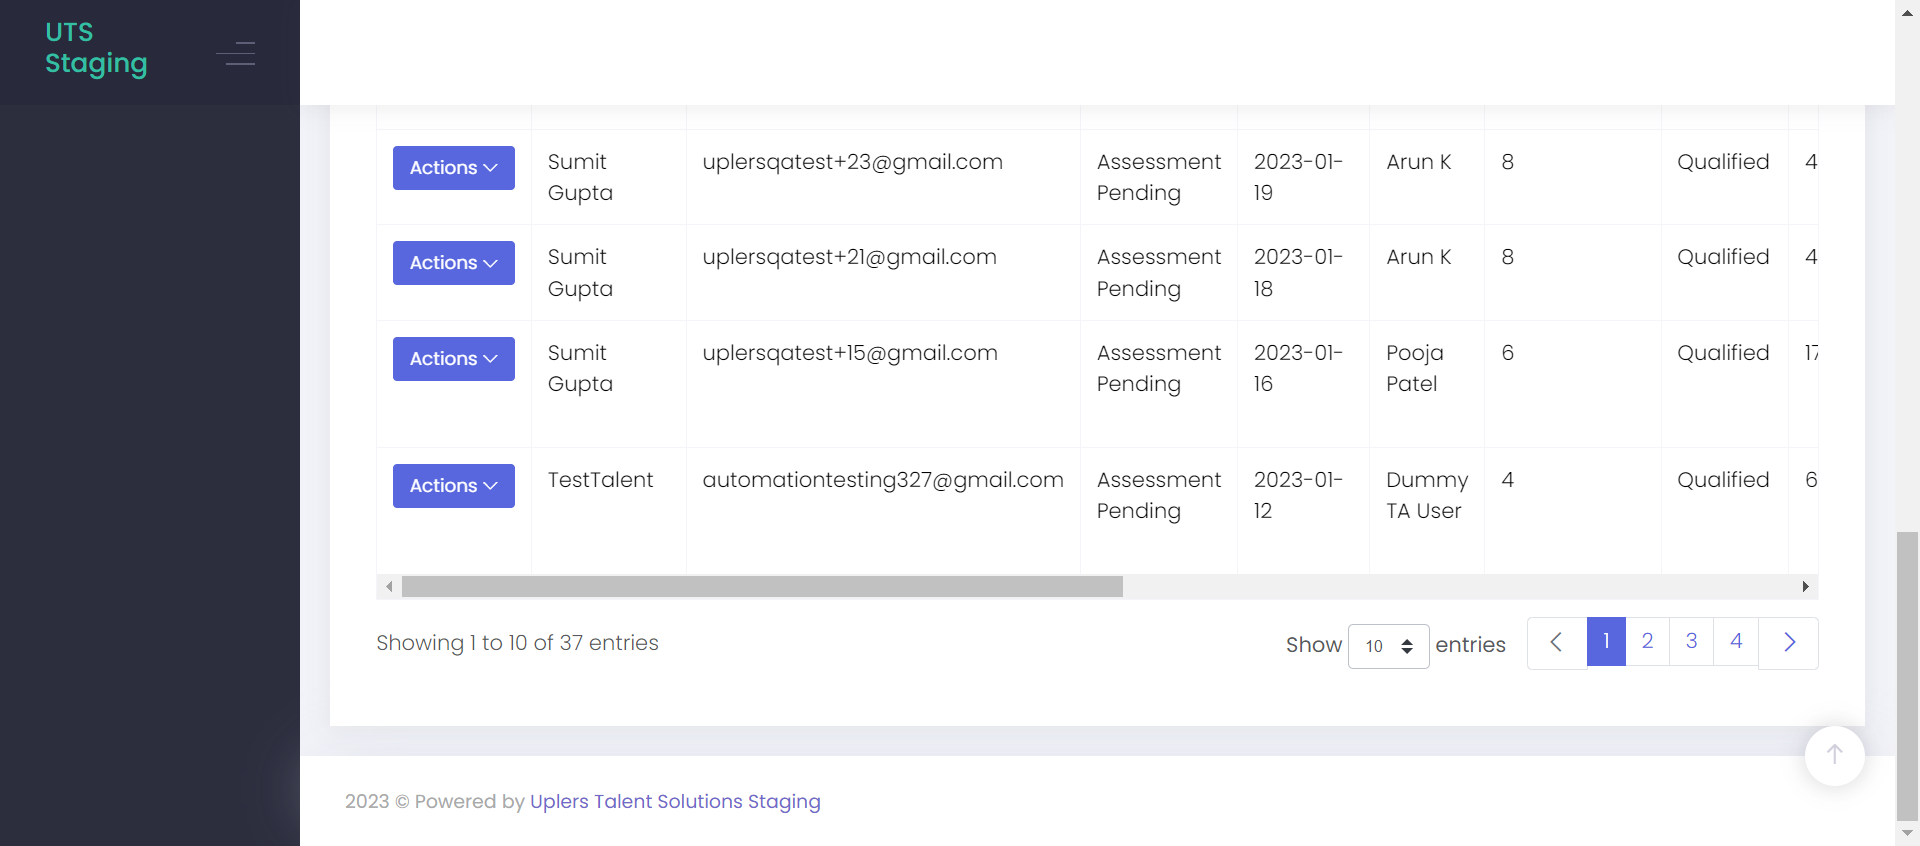 UTS
Staging
Actions Sumit uplersqatest+23@gmail.com Assessment 2023-01- Arun K 8 Qualified 4
Gupta Pending 19
Actions Sumit uplersqatest+21@gmail.com Assessment 2023-01- Arun K 8 Qualified 4
Gupta Pending 18
Actions Sumit uplersqatest+15@gmail.com Assessment 2023-01- Pooja 6 Qualified 17
Gupta Pending 16 Patel
Actions TestTalent automationtesting327@gmail.com Assessment 2023-01- Dummy 4 Qualified 6
Pending 12 TA User
Showing 1 to 10 of 37 entries Show 10 entries 1 2 3 4
2023 © Powered by Uplers Talent Solutions Staging